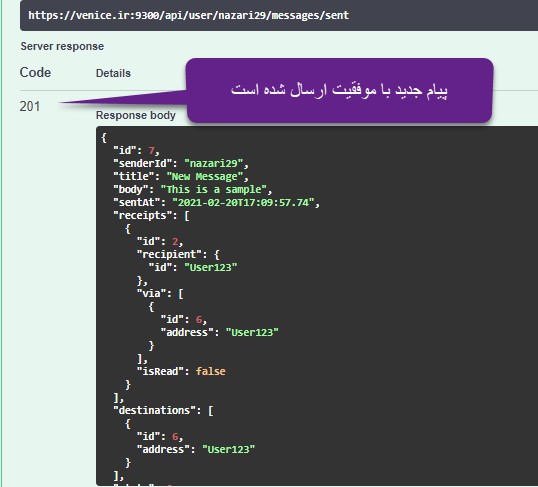 https://venice.ir:9300/api/user/nazari29/messages/sent
Server response
Code Details
201
پیام جدید با موفقیت ارسال شده است
Response body
{
"id": 7,
"senderId": "nazari29",
"title": "New Message",
"body": "This is a sample",
"sentAt": "2021-02-20T17:09:57.74",
"receipts": [
{
"id": 2,
"recipient": {
"id": "User123"
},
"via": [
{
"id": 6,
"address": "User123"
}
],
"isRead": false
}
],
"destinations": [
{
"id": 6,
"address": "User123"
}
],